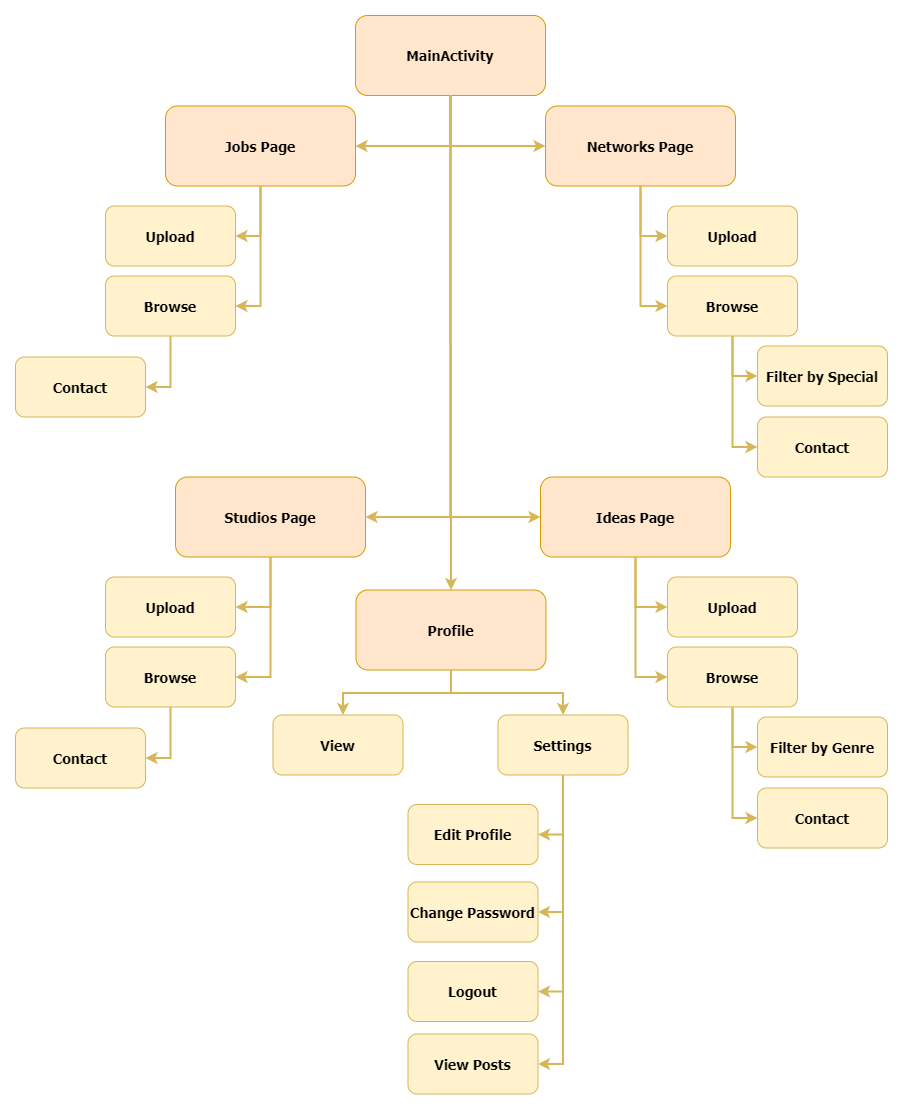 MainActivity
Jobs Page
Networks Page
Upload
Upload
Browse
Browse
Filter by Special
Contact
Contact
Studios Page
Ideas Page
Upload
Upload
Profile
Browse
Browse
View
Settings
Filter by Genre
Contact
Contact
Edit Profile
Change Password
Logout
View Posts